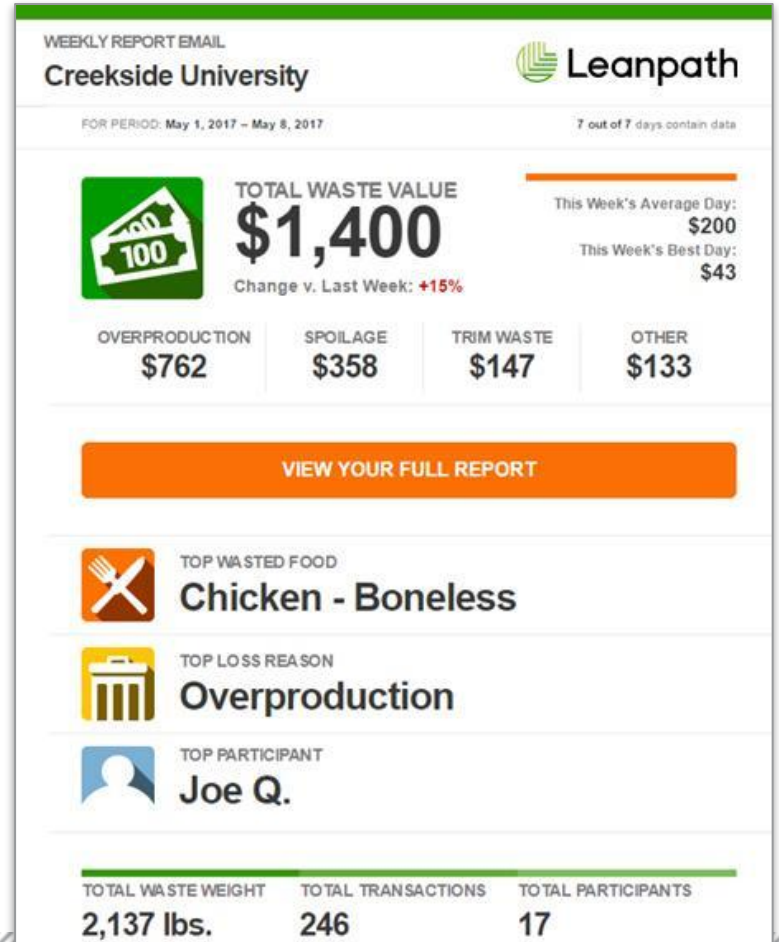 WEEKLY REPORT EMAIL
Creekside University
Leanpath
FOR PERIOD: May 1, 2017 – May 8, 2017
7 out of 7 days contain data
100
100
TOTAL WASTE VALUE
$1,400
Change v. Last Week: +15%
This Week's Average Day:
$200
This Week's Best Day:
$43
OVERPRODUCTION
$762
SPOILAGE
$358
TRIM WASTE
$147
OTHER
$133
VIEW YOUR FULL REPORT
TOP WASTED FOOD
Chicken - Boneless
TOP LOSS REASON
Overproduction
TOP PARTICIPANT
Joe Q.
TOTAL WASTE WEIGHT
2,137 lbs.
TOTAL TRANSACTIONS
246
TOTAL PARTICIPANTS
17